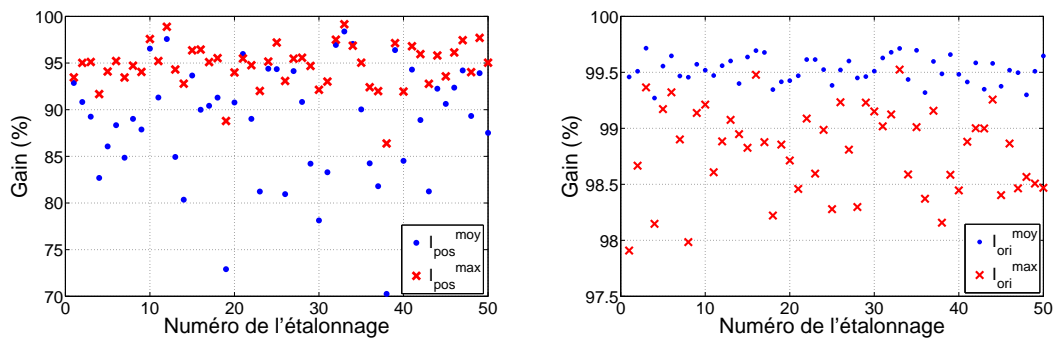 100
95
90
85
80
75
70
0 10 20 30 40 50
Gain (%)
Numéro de l'étalonnage
I_pos^moy
I_pos^max
100
99.5
99
98.5
98
97.5
0 10 20 30 40 50
Gain (%)
Numéro de l'étalonnage
I_ori^moy
I_ori^max